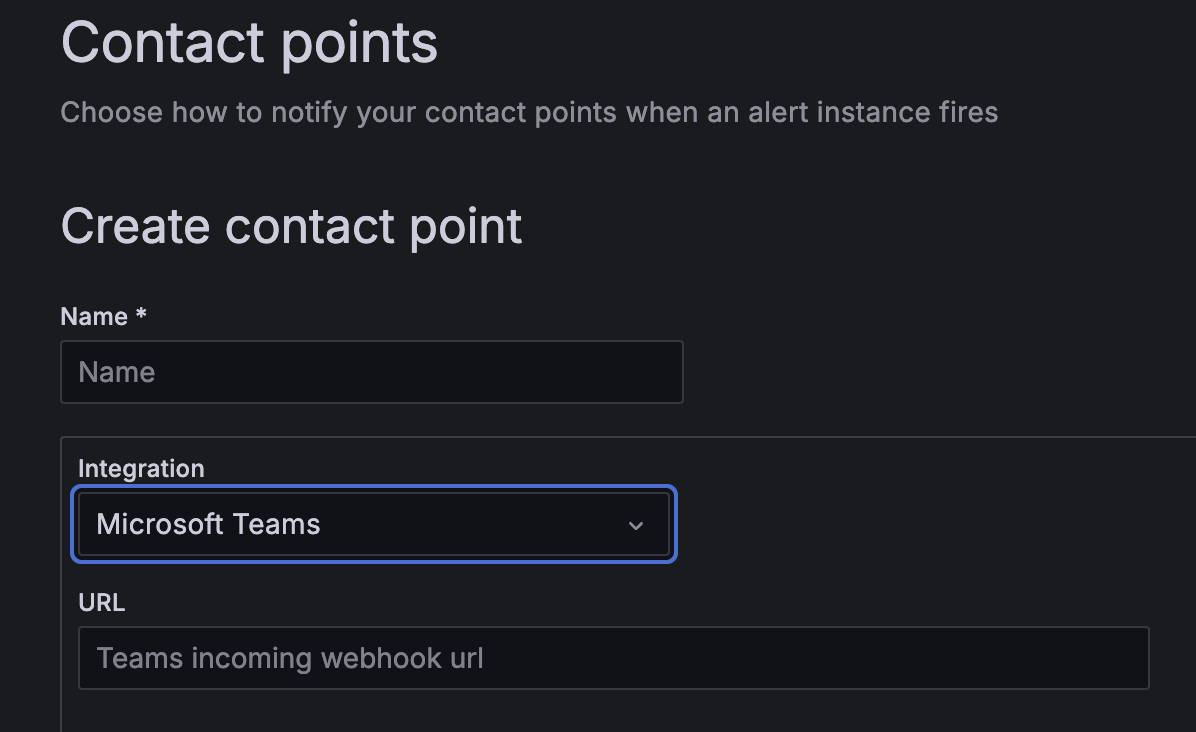 Contact points
Choose how to notify your contact points when an alert instance fires
Create contact point
Name *
Name
Integration
Microsoft Teams
URL
Teams incoming webhook url